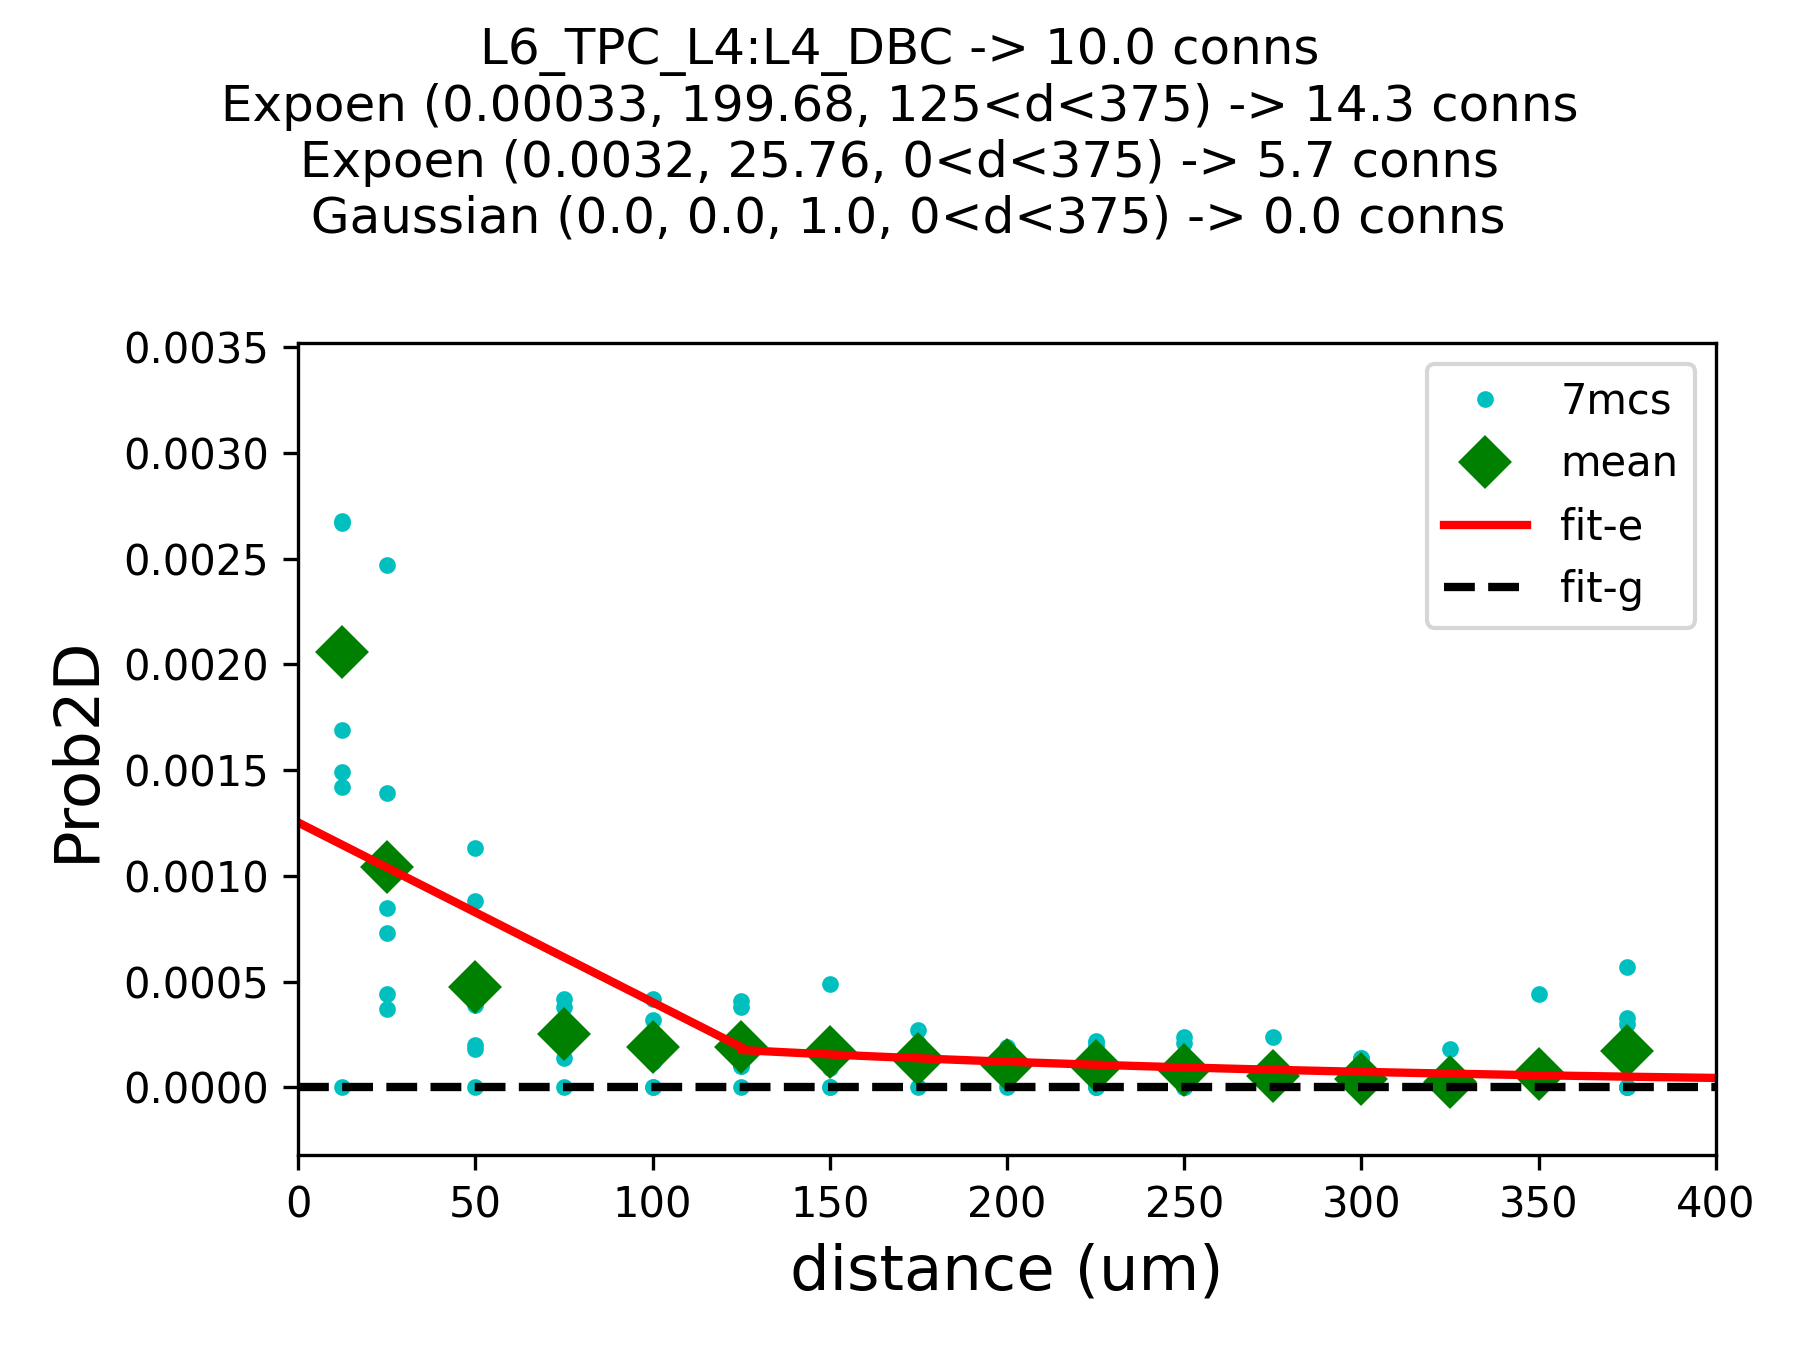 L6_TPC_L4:L4_DBC -> 10.0 conns
Expoen (0.00033, 199.68, 125<d<375) -> 14.3 conns
Expoen (0.0032, 25.76, 0<d<375) -> 5.7 conns
Gaussian (0.0, 0.0, 1.0, 0<d<375) -> 0.0 conns
0.0035
0.0030
0.0025
0.0020
0.0015
0.0010
0.0005
0.0000
Prob2D
7mcs
mean
fit-e
fit-g
0 50 100 150 200 250 300 350 400
distance (um)